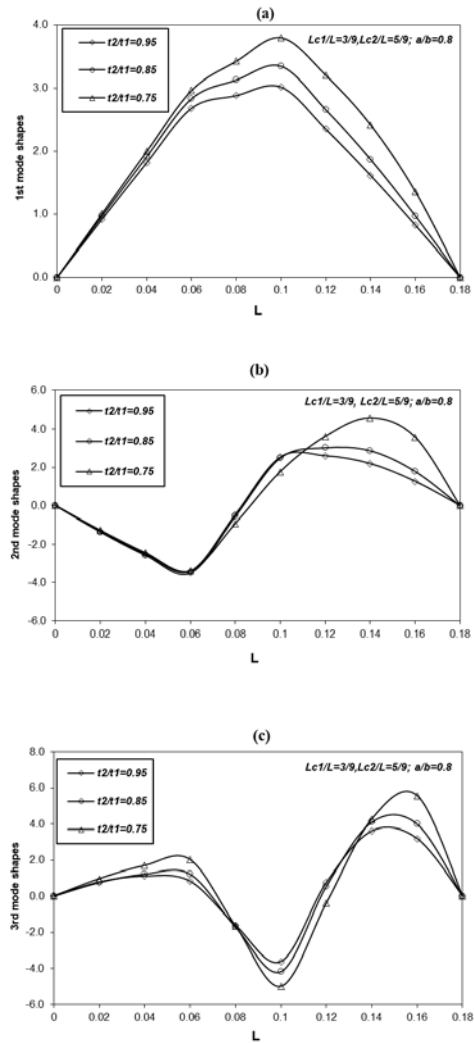 (a)
Lc1/L=3/9,Lc2/L=5/9; a/b=0.8
t2/t1=0.95
t2/t1=0.85
t2/t1=0.75
1st mode shapes
4.0
3.0
2.0
1.0
0.0
0 0.02 0.04 0.06 0.08 0.1 0.12 0.14 0.16 0.18
L
(b)
Lc1/L=3/9, Lc2/L=5/9; a/b=0.8
t2/t1=0.95
t2/t1=0.85
t2/t1=0.75
2nd mode shapes
6.0
4.0
2.0
0.0
-2.0
-4.0
-6.0
0 0.02 0.04 0.06 0.08 0.1 0.12 0.14 0.16 0.18
L
(c)
Lc1/L=3/9,Lc2/L=5/9; a/b=0.8
t2/t1=0.95
t2/t1=0.85
t2/t1=0.75
3rd mode shapes
8.0
6.0
4.0
2.0
0.0
-2.0
-4.0
-6.0
0 0.02 0.04 0.06 0.08 0.1 0.12 0.14 0.16 0.18
L